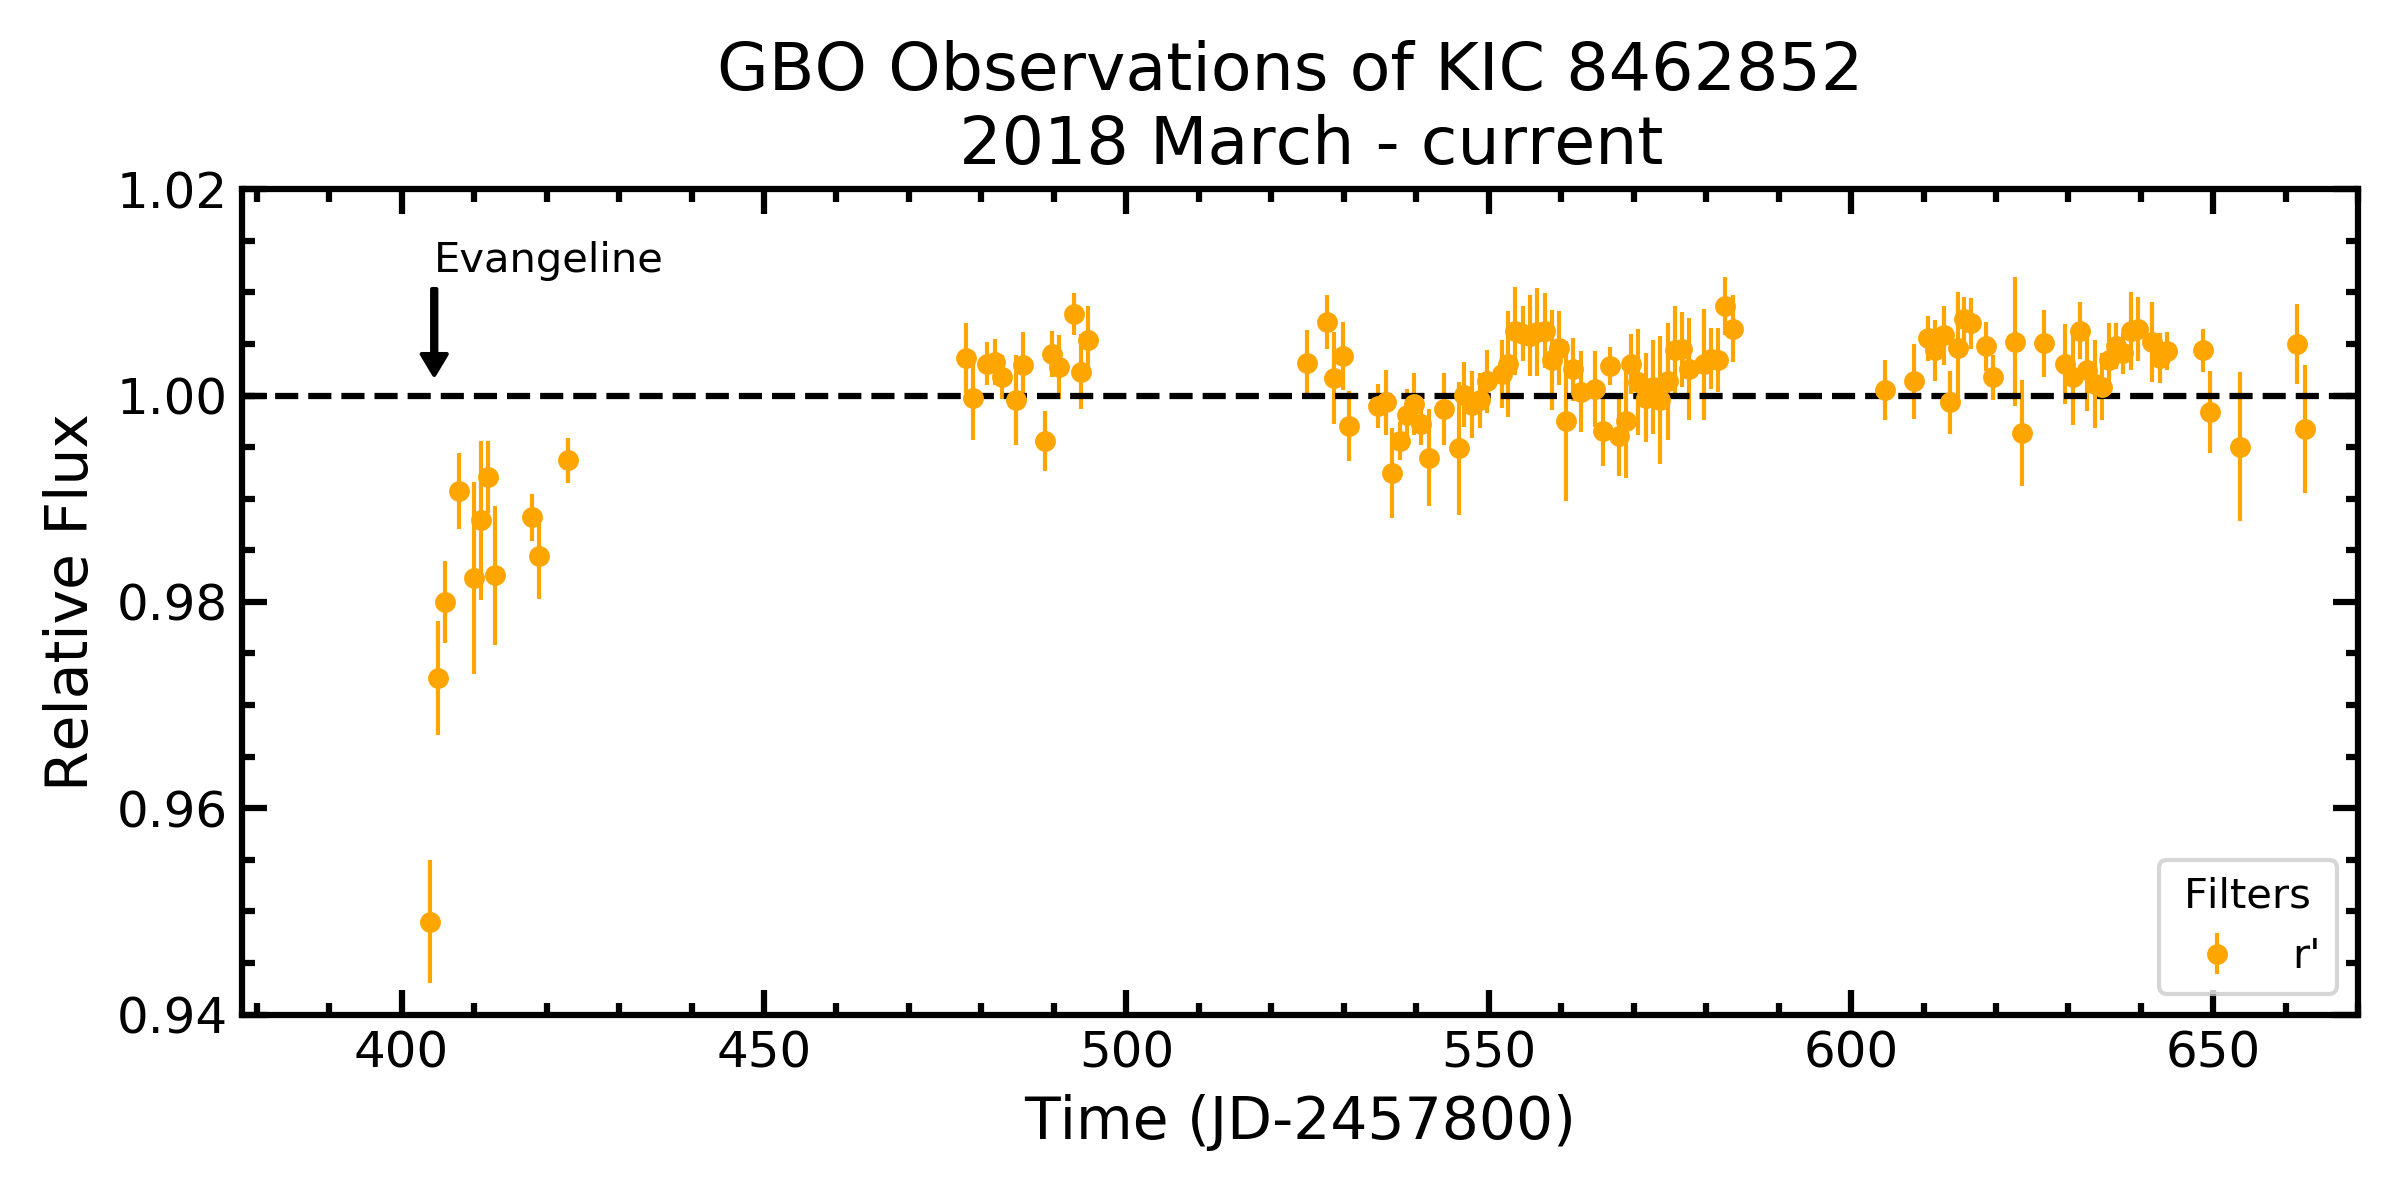 GBO Observations of KIC 8462852
2018 March - current
1.02
Evangeline
1.00
0.98
0.96
0.94
Relative Flux
Filters
r'
400 450 500 550 600 650
Time (JD-2457800)